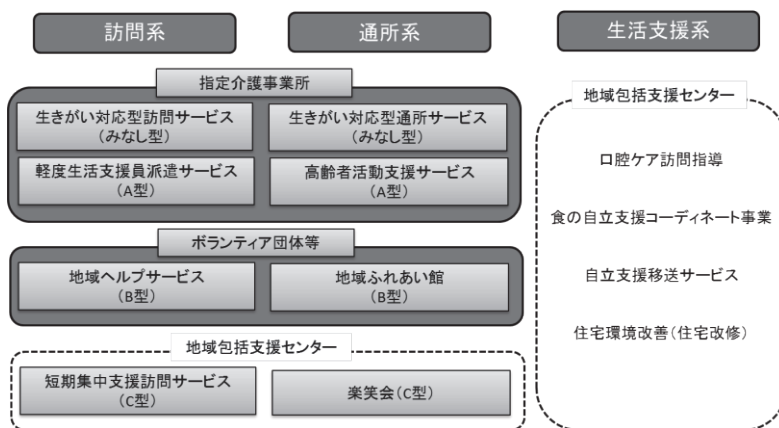 訪問系
通所系
生活支援系
指定介護事業所
生きがい対応型訪問サービス
(みなし型)
生きがい対応型通所サービス
(みなし型)
軽度生活支援員派遣サービス
(A型)
高齢者活動支援サービス
(A型)
ボランティア団体等
地域ヘルプサービス
(B型)
地域ふれあい館
(B型)
地域包括支援センター
短期集中支援訪問サービス
(C型)
楽笑会(C型)
地域包括支援センター
口腔ケア訪問指導
食の自立支援コーディネート事業
自立支援移送サービス
住宅環境改善(住宅改修)